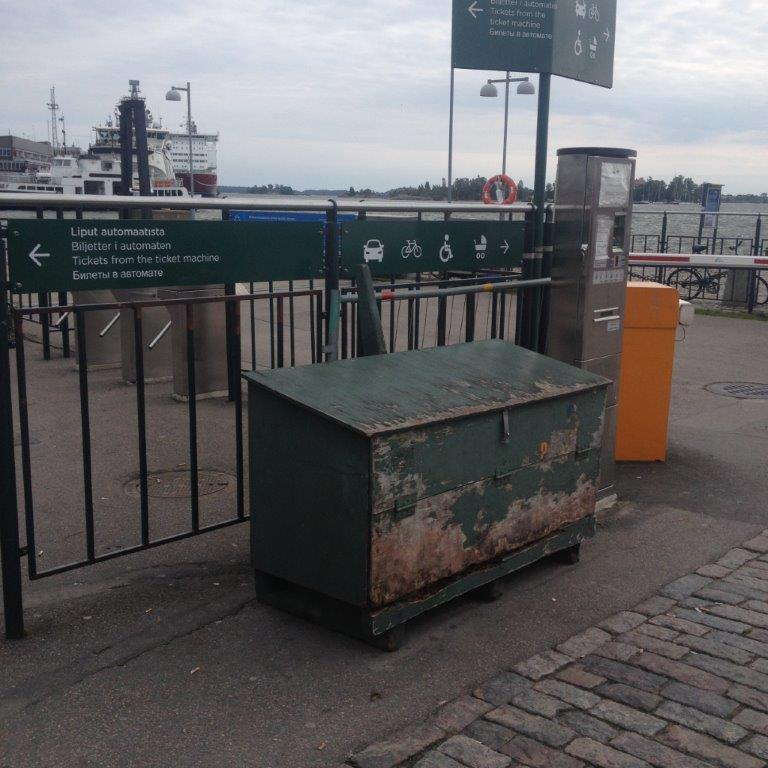 Biljetter i automaten
Tickets from the
ticket machine
Билеты в автомате
Liput automaatista
Biljetter i automaten
Tickets from the ticket machine
Билеты в автомате